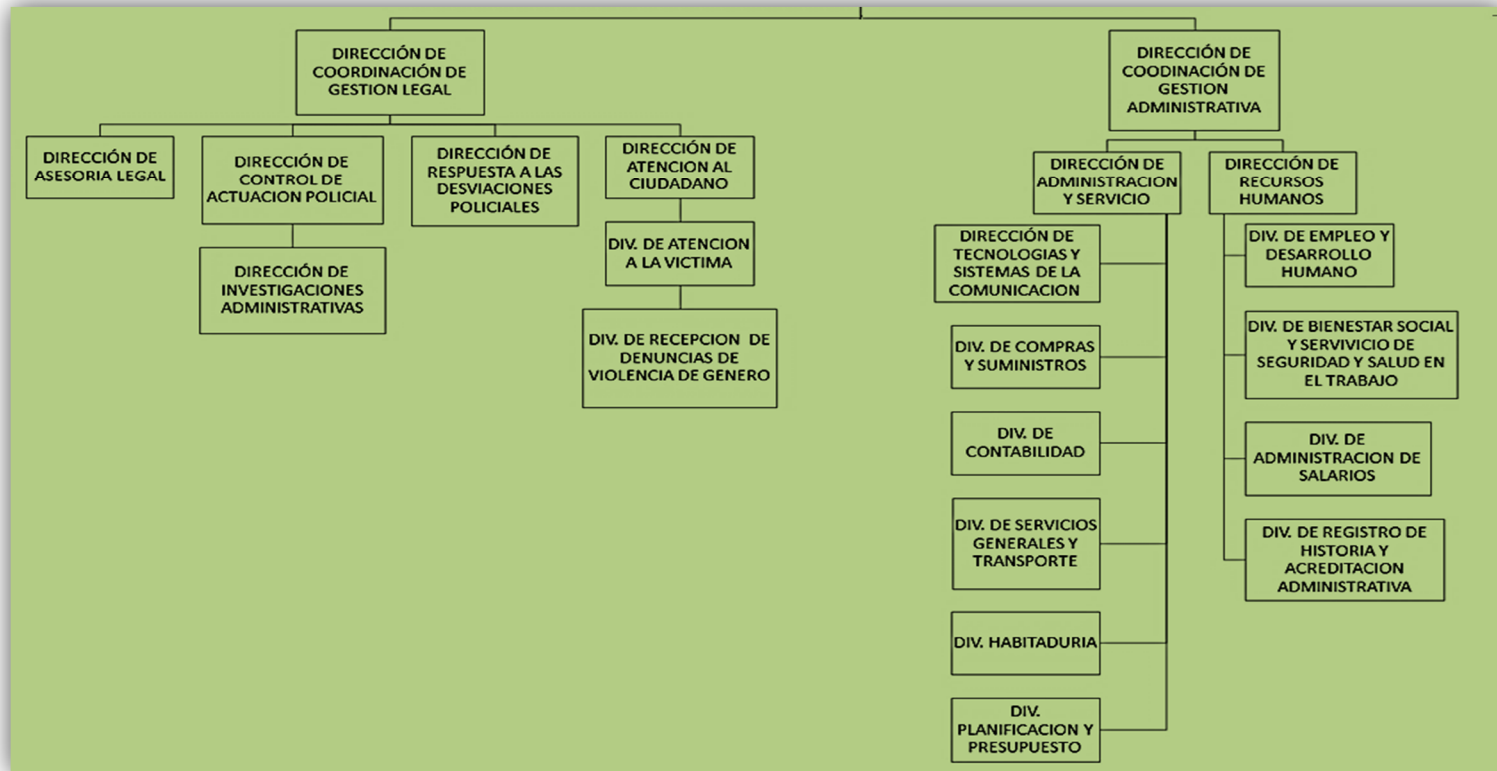 DIRECCIÓN DE
COORDINACIÓN DE
GESTION LEGAL
DIRECCIÓN DE
COODINACIÓN DE
GESTION
ADMINISTRATIVA
DIRECCIÓN DE
ASESORIA LEGAL
DIRECCIÓN DE
CONTROL DE
ACTUACION POLICIAL
DIRECCIÓN DE
RESPUESTA A LAS
DESVIACIONES
POLICIALES
DIRECCIÓN DE
ATENCION AL
CIUDADANO
DIRECCIÓN DE
INVESTIGACIONES
ADMINISTRATIVAS
DIV. DE ATENCION
A LA VICTIMA
DIV. DE RECEPCION DE
DENUNCIAS DE
VIOLENCIA DE GENERO
DIRECCIÓN DE
ADMINISTRACION
Y SERVICIO
DIRECCIÓN DE
RECURSOS
HUMANOS
DIRECCIÓN DE
TECNOLOGIAS Y
SISTEMAS DE LA
COMUNICACION
DIV. DE COMPRAS
Y SUMINISTROS
DIV. DE
CONTABILIDAD
DIV. DE SERVICIOS
GENERALES Y
TRANSPORTE
DIV. HABITADURIA
DIV.
PLANIFICACION Y
PRESUPUESTO
DIV. DE EMPLEO Y
DESARROLLO
HUMANO
DIV. DE BIENESTAR SOCIAL
Y SERVIVICIO DE
SEGURIDAD Y SALUD EN
EL TRABAJO
DIV. DE
ADMINISTRACION DE
SALARIOS
DIV. DE REGISTRO DE
HISTORIA Y
ACREDITACION
ADMINISTRATIVA